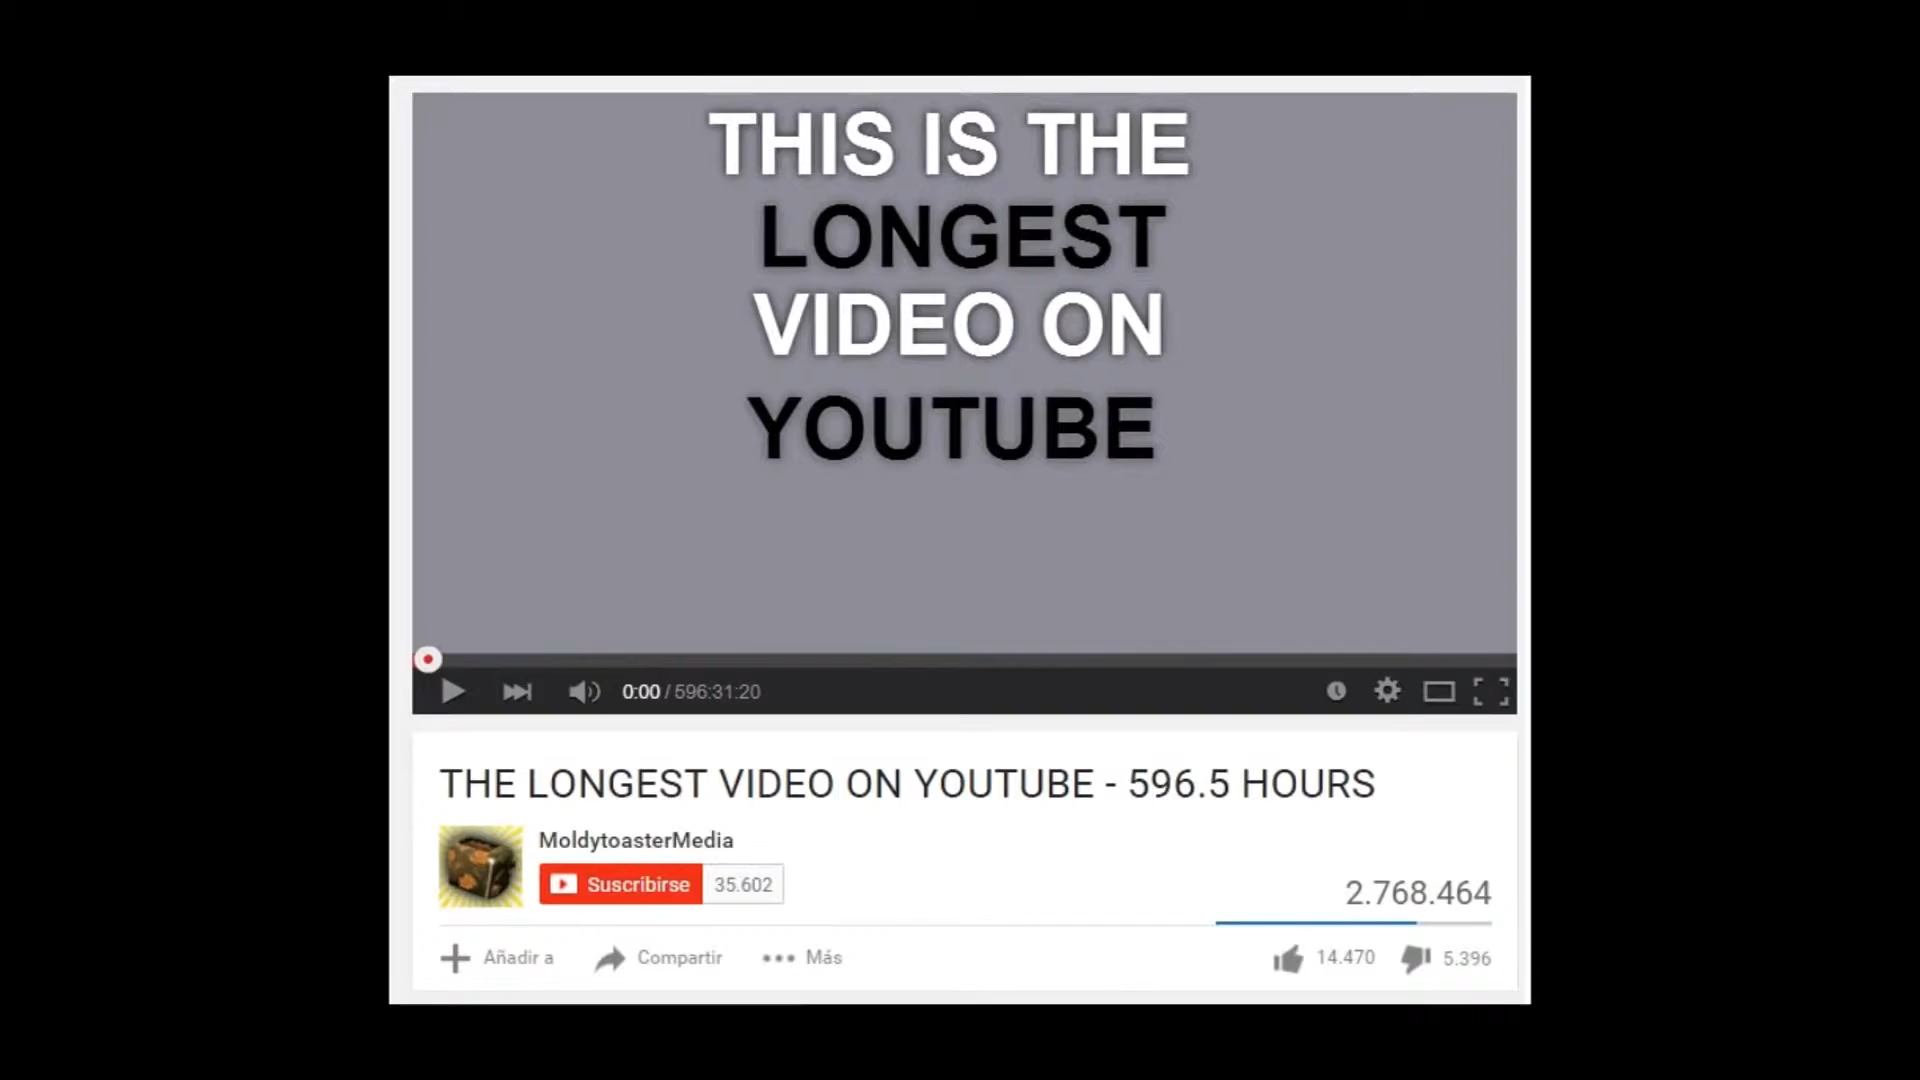 THIS IS THE
LONGEST
VIDEO ON
YOUTUBE
0:00 / 596:31:20
THE LONGEST VIDEO ON YOUTUBE - 596.5 HOURS
MoldytoasterMedia
Suscribirse 35.602
2.768.464
Añadir a Compartir Más 14.470 5.396